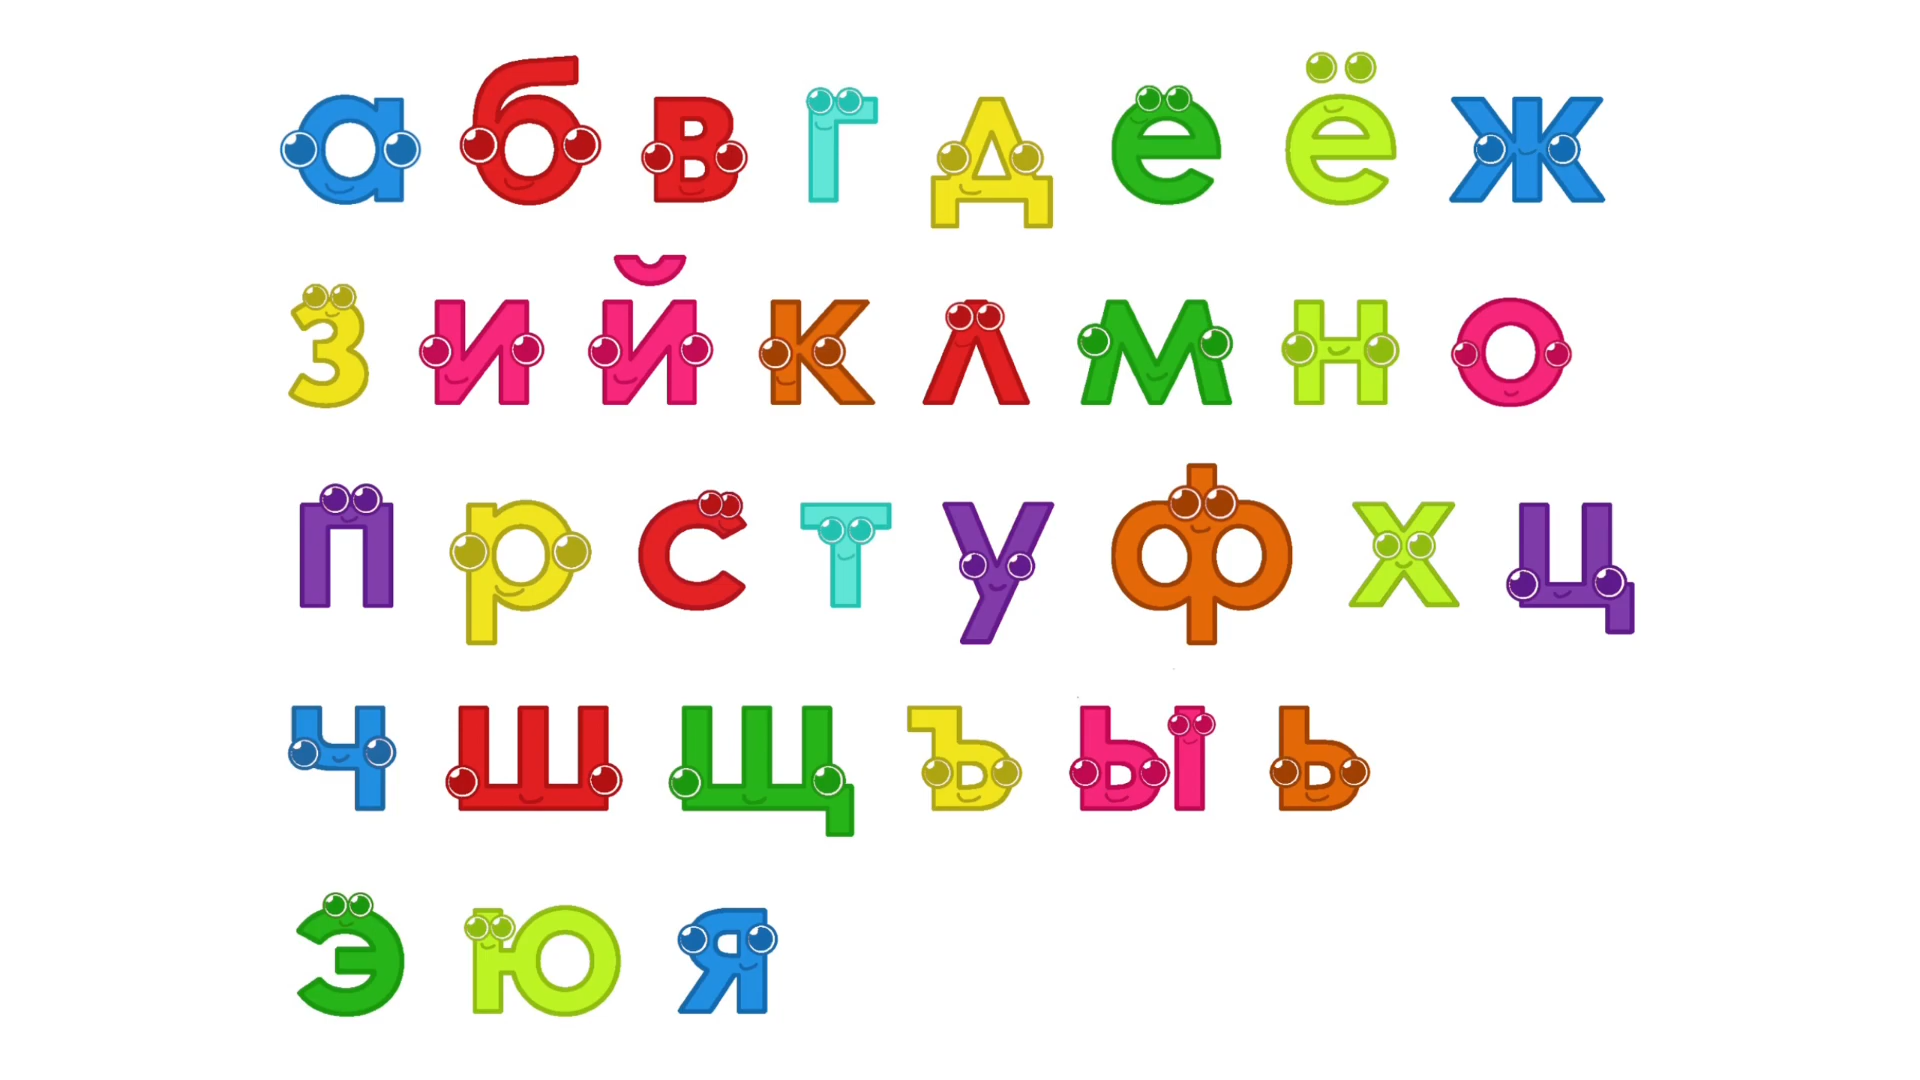 а б в г д е ё ж
з и й к л м н о
п р с т у ф х ц
ч ш щ ъ ы ь
э ю я